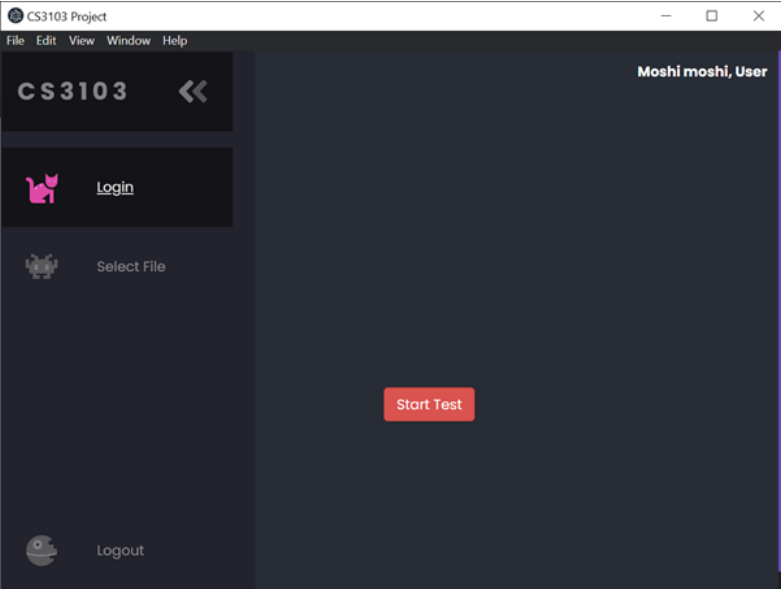 CS3103 Project
File Edit View Window Help
CS3103
Moshi moshi, User
Login
Select File
Start Test
Logout